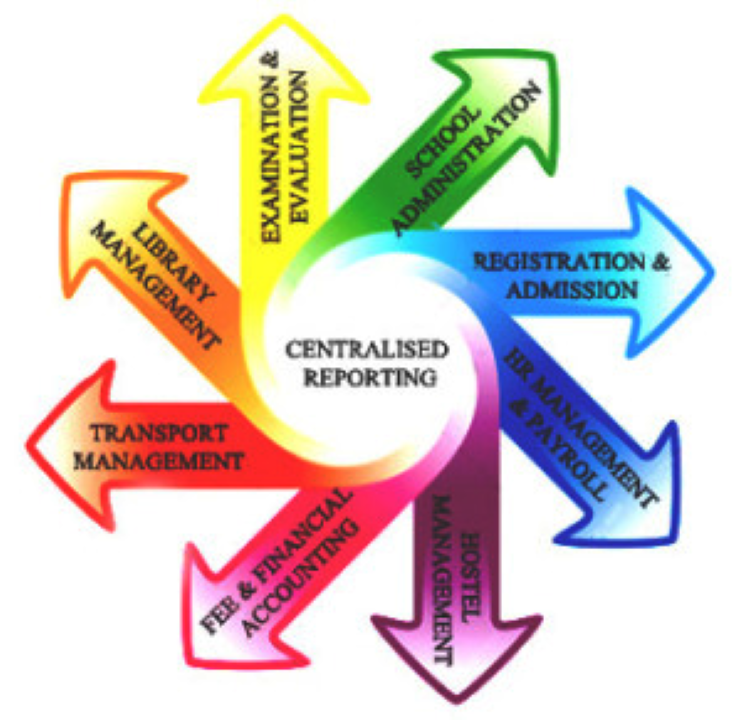 EXAMINATION &
EVALUATION
SCHOOL
ADMINISTRATION
REGISTRATION &
ADMISSION
HR MANAGEMENT
& PAYROLL
HOSTEL
MANAGEMENT
FEE & FINANCIAL
ACCOUNTING
TRANSPORT
MANAGEMENT
LIBRARY
MANAGEMENT
CENTRALISED
REPORTING